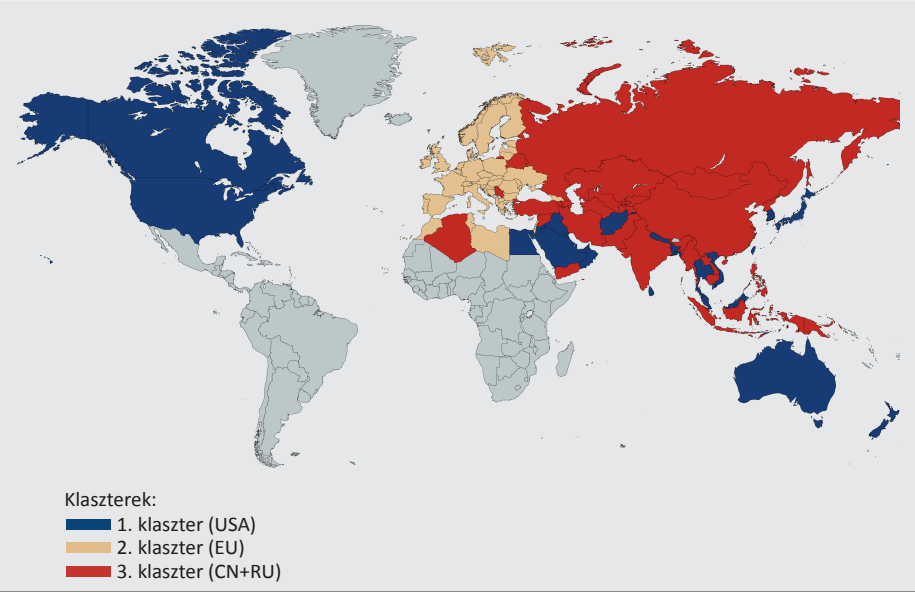 Klaszterek:
1. klaszter (USA)
2. klaszter (EU)
3. klaszter (CN+RU)